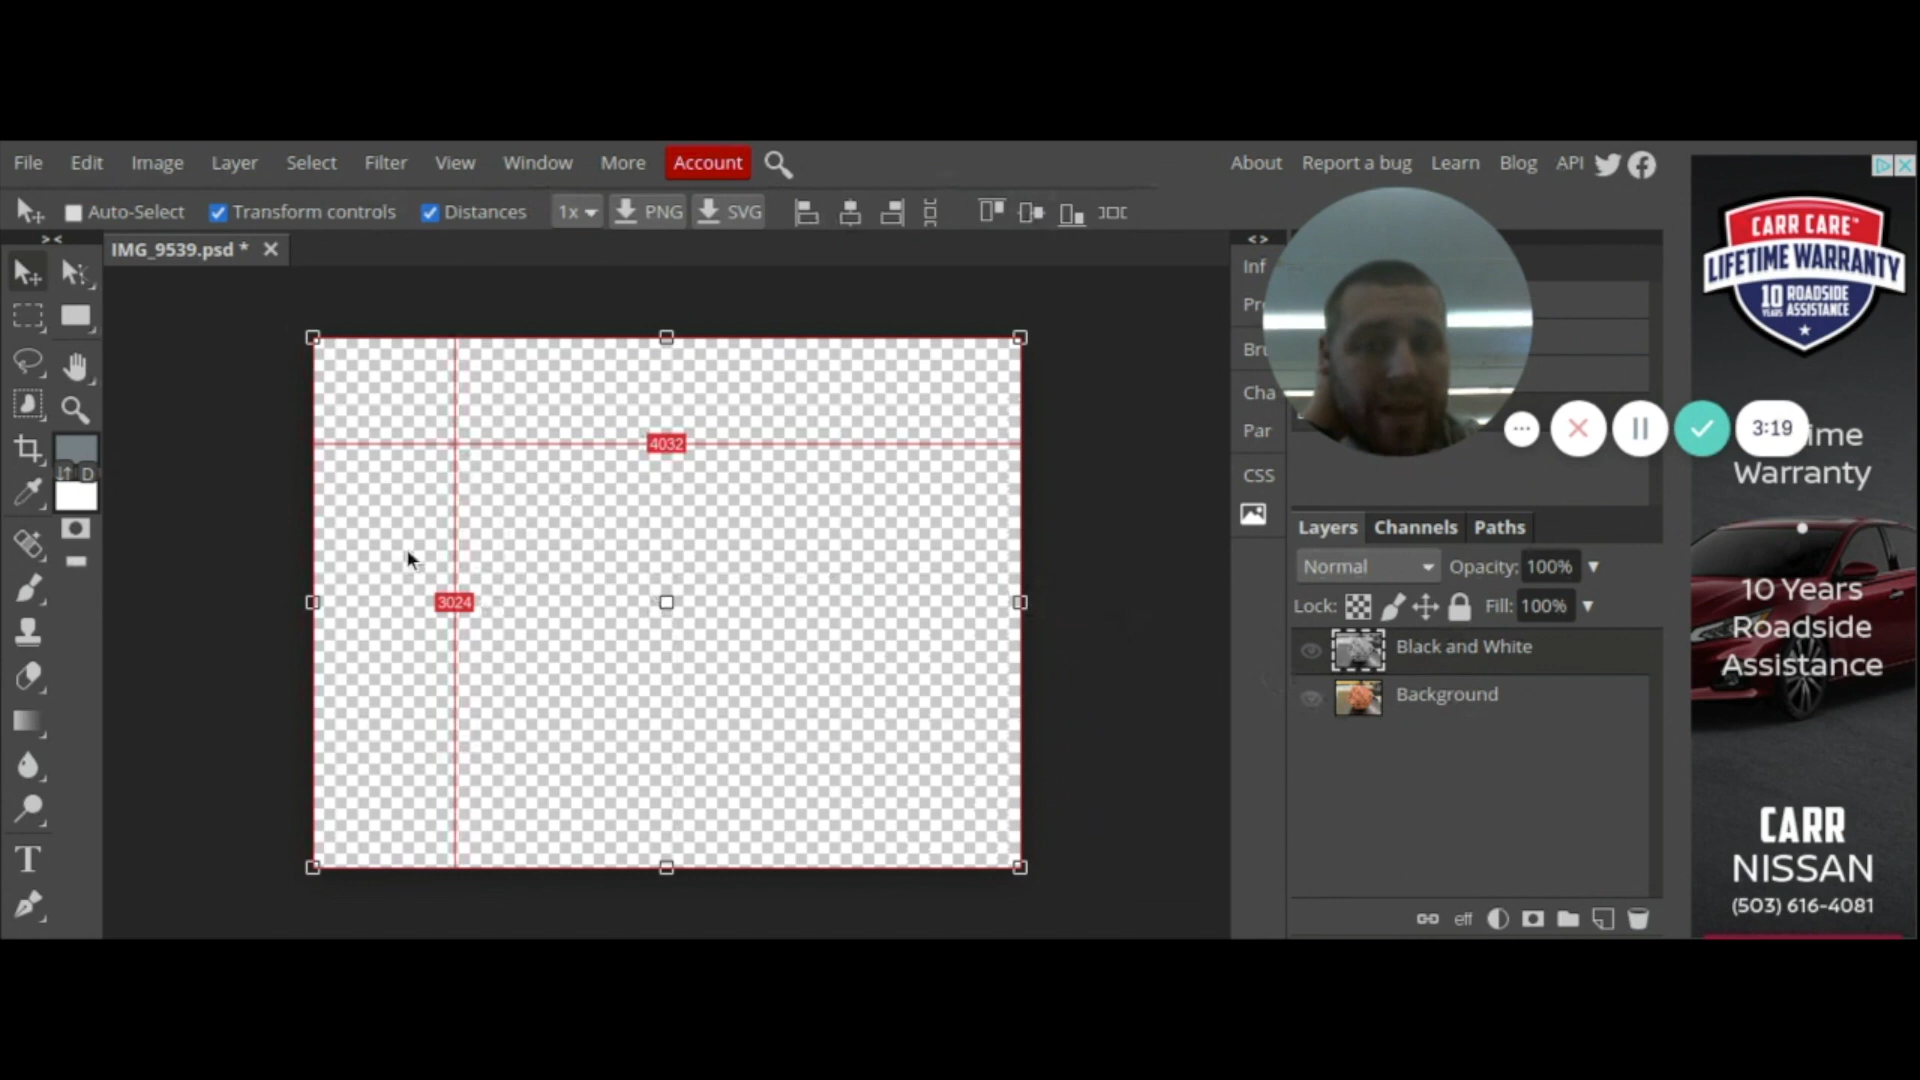 File Edit Image Layer Select Filter View Window More Account
About Report a bug Learn Blog API
Auto-Select Transform controls Distances 1x PNG SVG
> <
IMG_9539.psd *
< >
Inf
Pr
Bru
Cha
Par
CSS
4032
3024
D
3:19
Layers Channels Paths
Normal Opacity: 100%
Lock: Fill: 100%
Black and White
Background
eff
T
CARR CARE™
LIFETIME WARRANTY
10 YEARS ROADSIDE ASSISTANCE
ime
Warranty
10 Years
Roadside
Assistance
CARR
NISSAN
(503) 616-4081